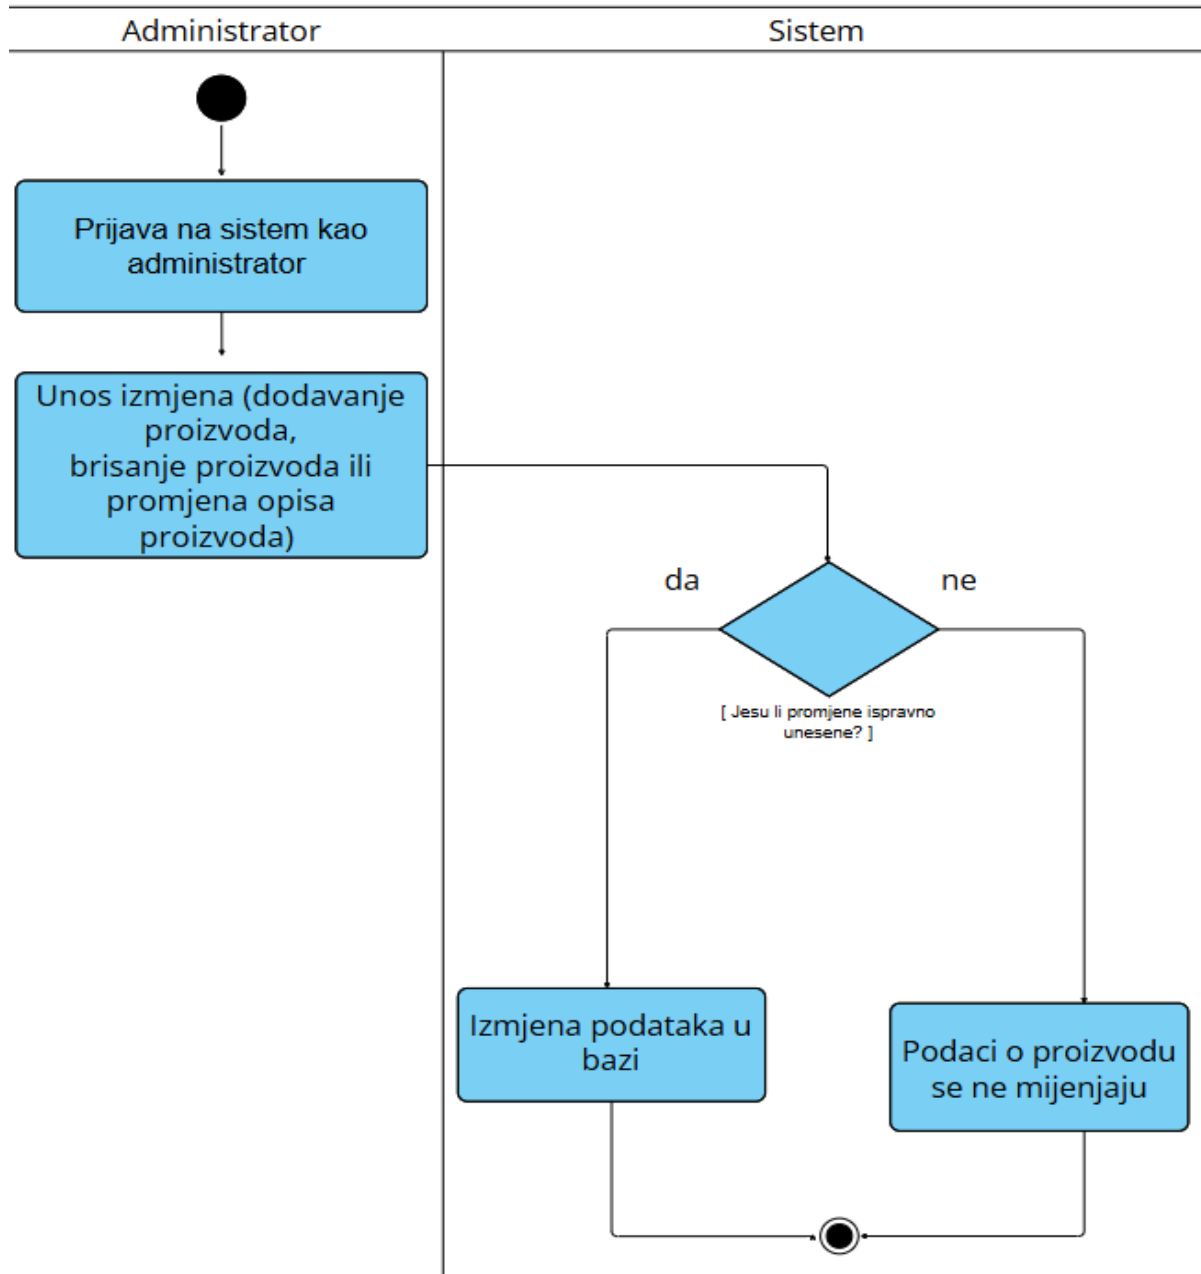 Administrator
Sistem
Prijava na sistem kao
administrator
Unos izmjena (dodavanje
proizvoda,
brisanje proizvoda ili
promjena opisa
proizvoda)
da
ne
[ Jesu li promjene ispravno
unesene? ]
Izmjena podataka u
bazi
Podaci o proizvodu
se ne mijenjaju